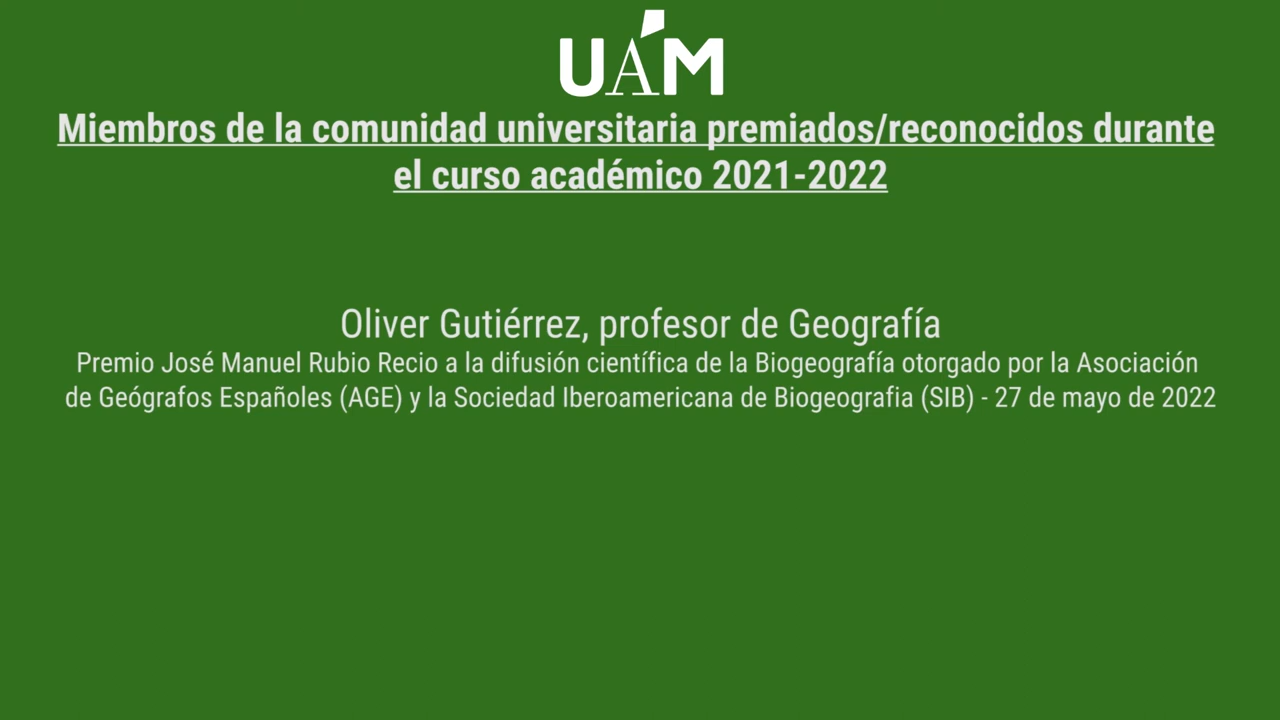 UAM
Miembros de la comunidad universitaria premiados/reconocidos durante
el curso académico 2021-2022
Oliver Gutiérrez, profesor de Geografía
Premio José Manuel Rubio Recio a la difusión científica de la Biogeografía otorgado por la Asociación
de Geógrafos Españoles (AGE) y la Sociedad Iberoamericana de Biogeografia (SIB) - 27 de mayo de 2022